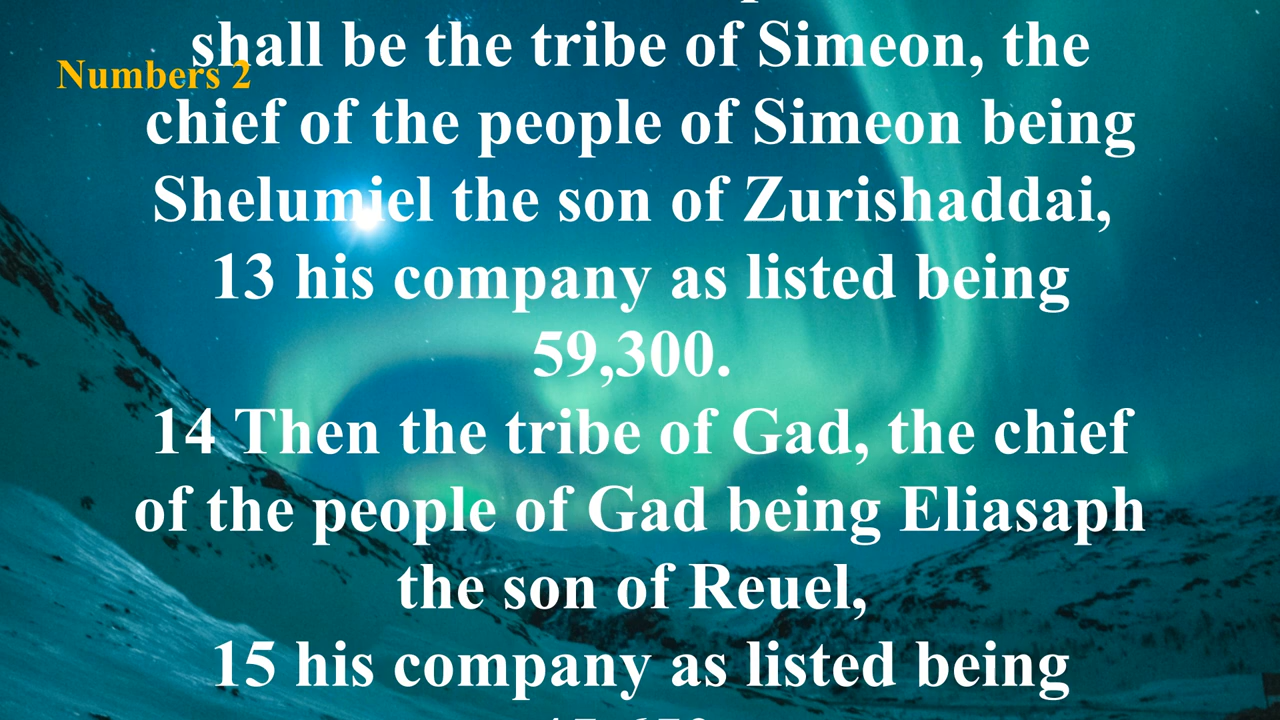 shall be the tribe of Simeon, the
Numbers 2
chief of the people of Simeon being
Shelumiel the son of Zurishaddai,
13 his company as listed being
59,300.
14 Then the tribe of Gad, the chief
of the people of Gad being Eliasaph
the son of Reuel,
15 his company as listed being